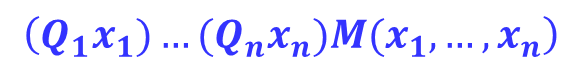 (Q₁x₁) … (Qₙxₙ)M(x₁, … , xₙ)